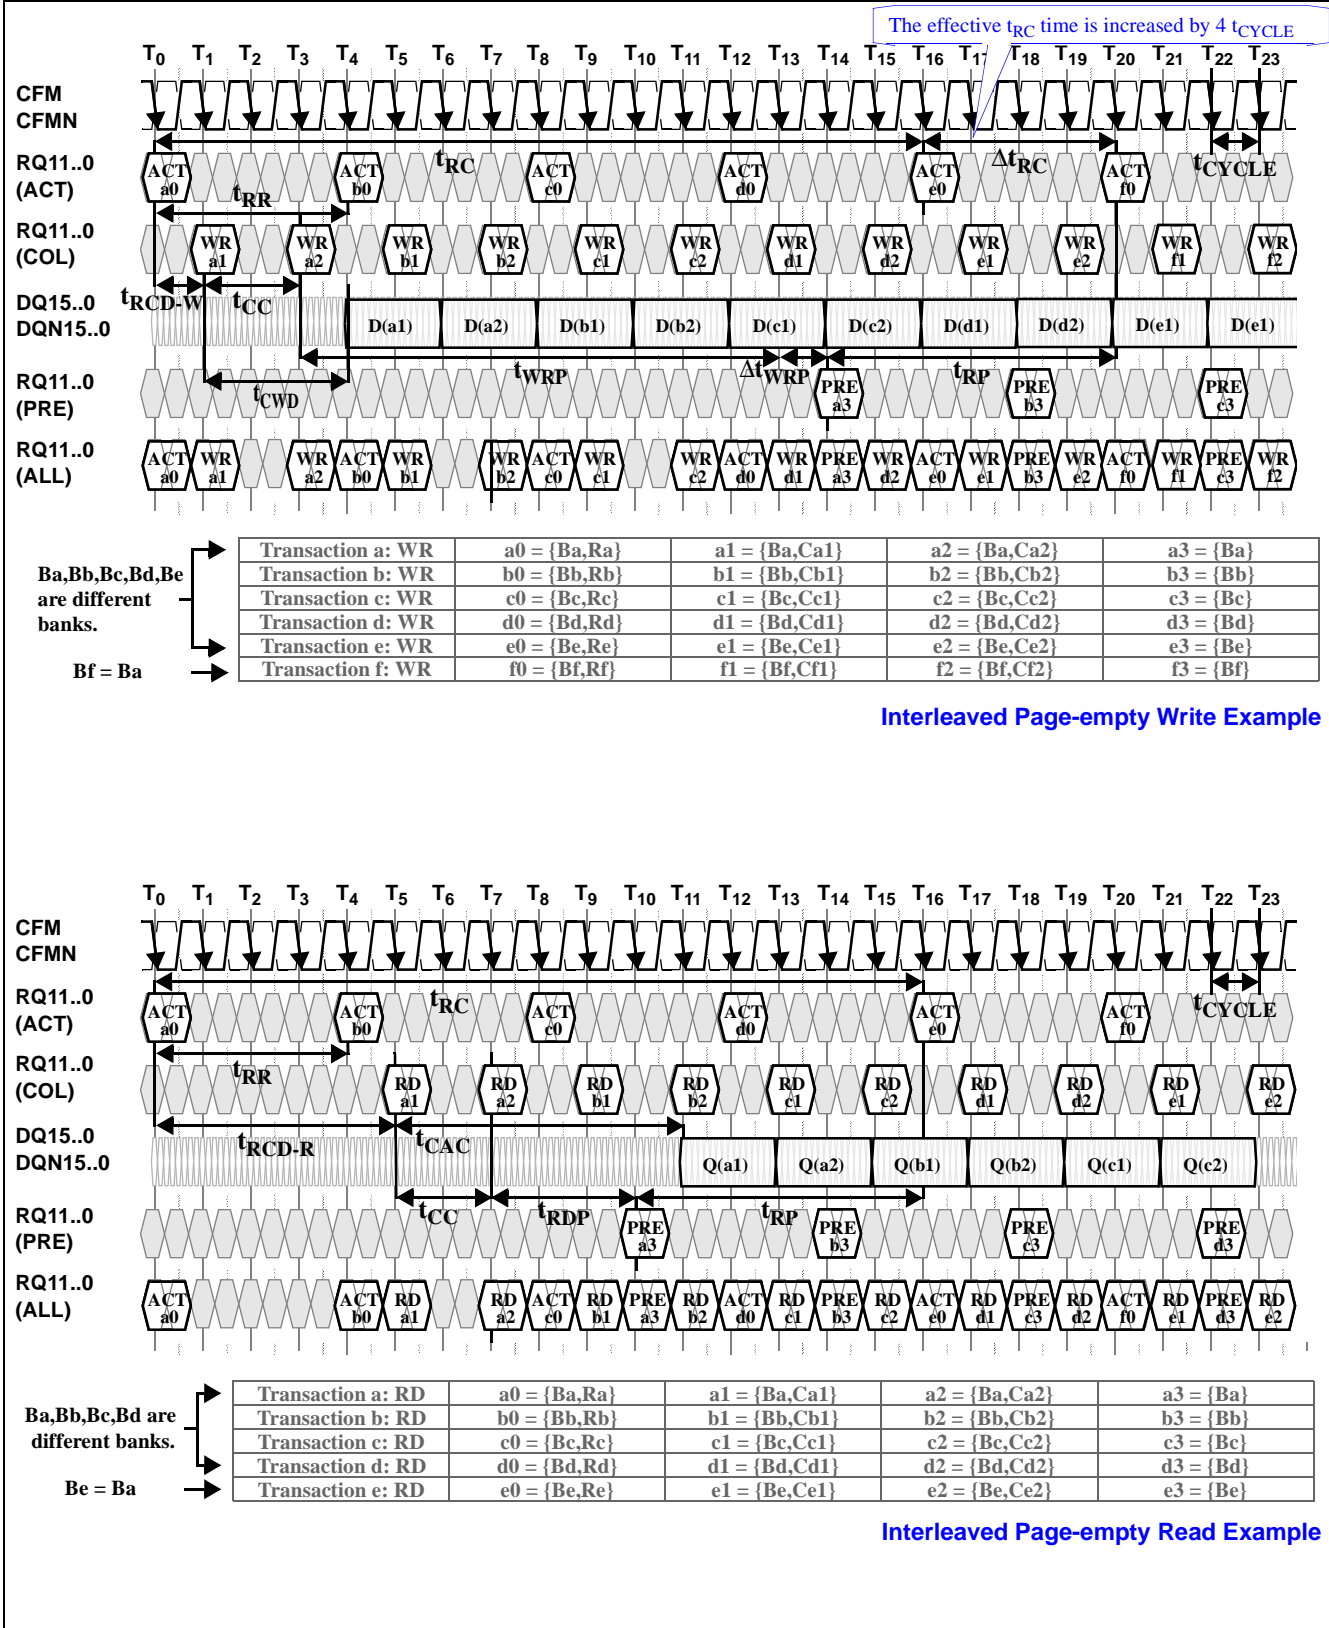 The effective tRC time is increased by 4 tCYCLE
T0 T1 T2 T3 T4 T5 T6 T7 T8 T9 T10 T11 T12 T13 T14 T15 T16 T17 T18 T19 T20 T21 T22 T23
CFM
CFMN
tRC ΔtRC tCYCLE
RQ11..0
(ACT)
ACT a0 ACT b0 ACT c0 ACT d0 ACT e0 ACT f0
tRR
RQ11..0
(COL)
WR a1 WR a2 WR b1 WR b2 WR c1 WR c2 WR d1 WR d2 WR e1 WR e2 WR f1 WR f2
tRCD-W tCC
DQ15..0
DQN15..0
D(a1) D(a2) D(b1) D(b2) D(c1) D(c2) D(d1) D(d2) D(e1) D(e1)
tCWD tWRP ΔtWRP tRP
RQ11..0
(PRE)
PRE a3 PRE b3 PRE c3
RQ11..0
(ALL)
ACT a0 WR a1 WR a2 ACT b0 WR b1 WR b2 ACT c0 WR c1 WR c2 ACT d0 WR d1 PRE a3 WR d2 ACT e0 WR e1 PRE b3 WR e2 ACT f0 WR f1 PRE c3 WR f2
Ba,Bb,Bc,Bd,Be
are different
banks.
Bf = Ba
Transaction a: WR a0 = {Ba,Ra} a1 = {Ba,Ca1} a2 = {Ba,Ca2} a3 = {Ba}
Transaction b: WR b0 = {Bb,Rb} b1 = {Bb,Cb1} b2 = {Bb,Cb2} b3 = {Bb}
Transaction c: WR c0 = {Bc,Rc} c1 = {Bc,Cc1} c2 = {Bc,Cc2} c3 = {Bc}
Transaction d: WR d0 = {Bd,Rd} d1 = {Bd,Cd1} d2 = {Bd,Cd2} d3 = {Bd}
Transaction e: WR e0 = {Be,Re} e1 = {Be,Ce1} e2 = {Be,Ce2} e3 = {Be}
Transaction f: WR f0 = {Bf,Rf} f1 = {Bf,Cf1} f2 = {Bf,Cf2} f3 = {Bf}
Interleaved Page-empty Write Example
T0 T1 T2 T3 T4 T5 T6 T7 T8 T9 T10 T11 T12 T13 T14 T15 T16 T17 T18 T19 T20 T21 T22 T23
CFM
CFMN
tRC tCYCLE
RQ11..0
(ACT)
ACT a0 ACT b0 ACT c0 ACT d0 ACT e0 ACT f0
tRR
RQ11..0
(COL)
RD a1 RD a2 RD b1 RD b2 RD c1 RD c2 RD d1 RD d2 RD e1 RD e2
tRCD-R tCAC
DQ15..0
DQN15..0
Q(a1) Q(a2) Q(b1) Q(b2) Q(c1) Q(c2)
tCC tRDP tRP
RQ11..0
(PRE)
PRE a3 PRE b3 PRE c3 PRE d3
RQ11..0
(ALL)
ACT a0 ACT b0 RD a1 RD a2 ACT c0 RD b1 PRE a3 RD b2 ACT d0 RD c1 PRE b3 RD c2 ACT e0 RD d1 PRE c3 RD d2 ACT f0 RD e1 PRE d3 RD e2
Ba,Bb,Bc,Bd are
different banks.
Be = Ba
Transaction a: RD a0 = {Ba,Ra} a1 = {Ba,Ca1} a2 = {Ba,Ca2} a3 = {Ba}
Transaction b: RD b0 = {Bb,Rb} b1 = {Bb,Cb1} b2 = {Bb,Cb2} b3 = {Bb}
Transaction c: RD c0 = {Bc,Rc} c1 = {Bc,Cc1} c2 = {Bc,Cc2} c3 = {Bc}
Transaction d: RD d0 = {Bd,Rd} d1 = {Bd,Cd1} d2 = {Bd,Cd2} d3 = {Bd}
Transaction e: RD e0 = {Be,Re} e1 = {Be,Ce1} e2 = {Be,Ce2} e3 = {Be}
Interleaved Page-empty Read Example